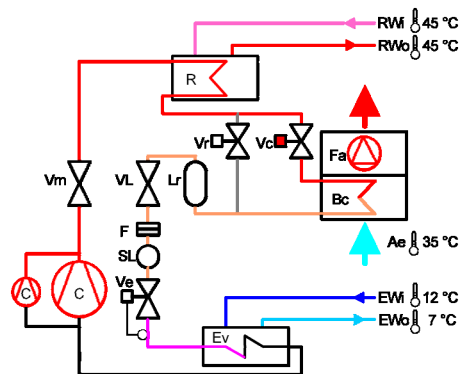 RWi 45 °C
RWo 45 °C
R
Fa
Vr
Vc
Vm
VL
Lr
Bc
F
SL
Ae 35 °C
Ve
C
C
EWi 12 °C
EWo 7 °C
Ev